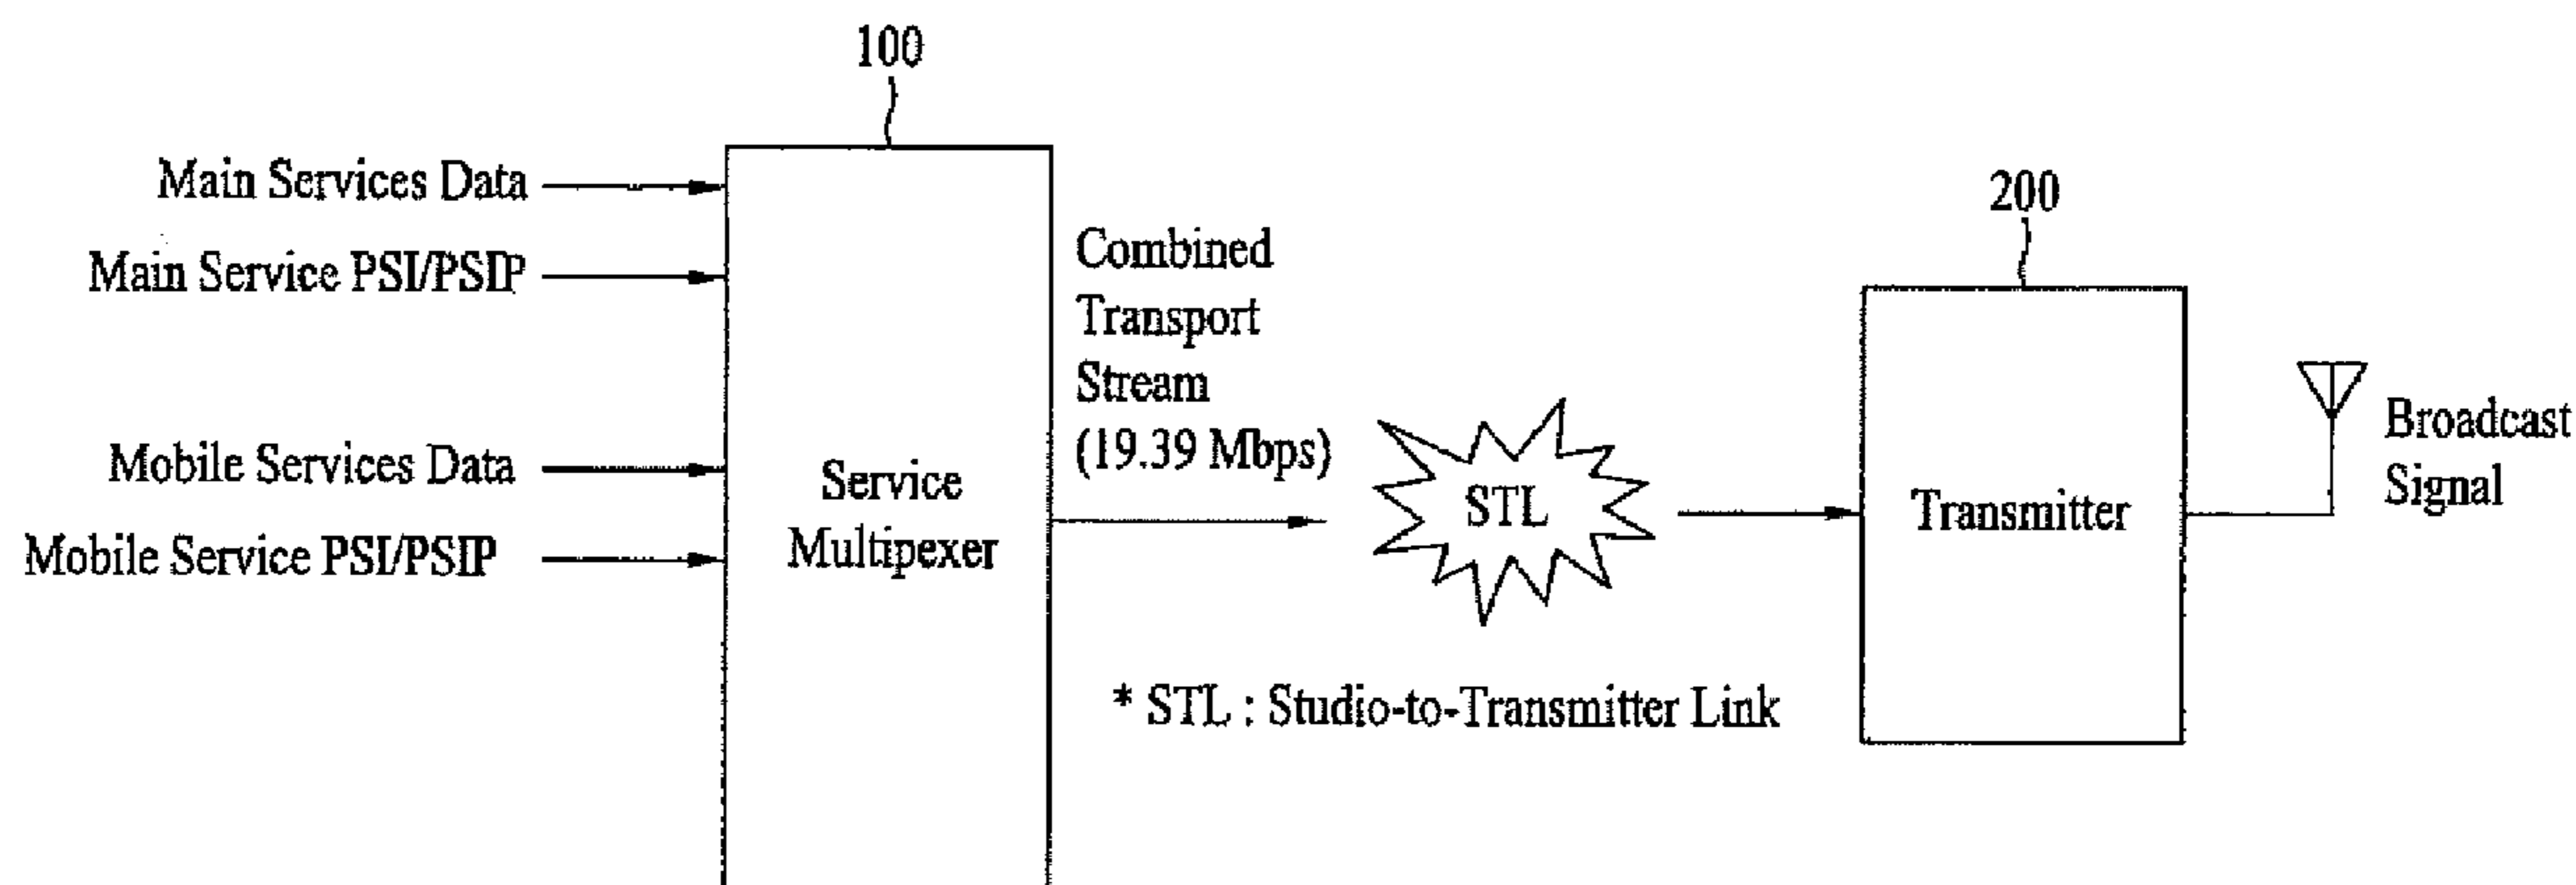 100
Main Services Data
Main Service PSI/PSIP
Mobile Services Data
Mobile Service PSI/PSIP
Service
Multipexer
Combined
Transport
Stream
(19.39 Mbps)
STL
* STL : Studio-to-Transmitter Link
200
Transmitter
Broadcast
Signal